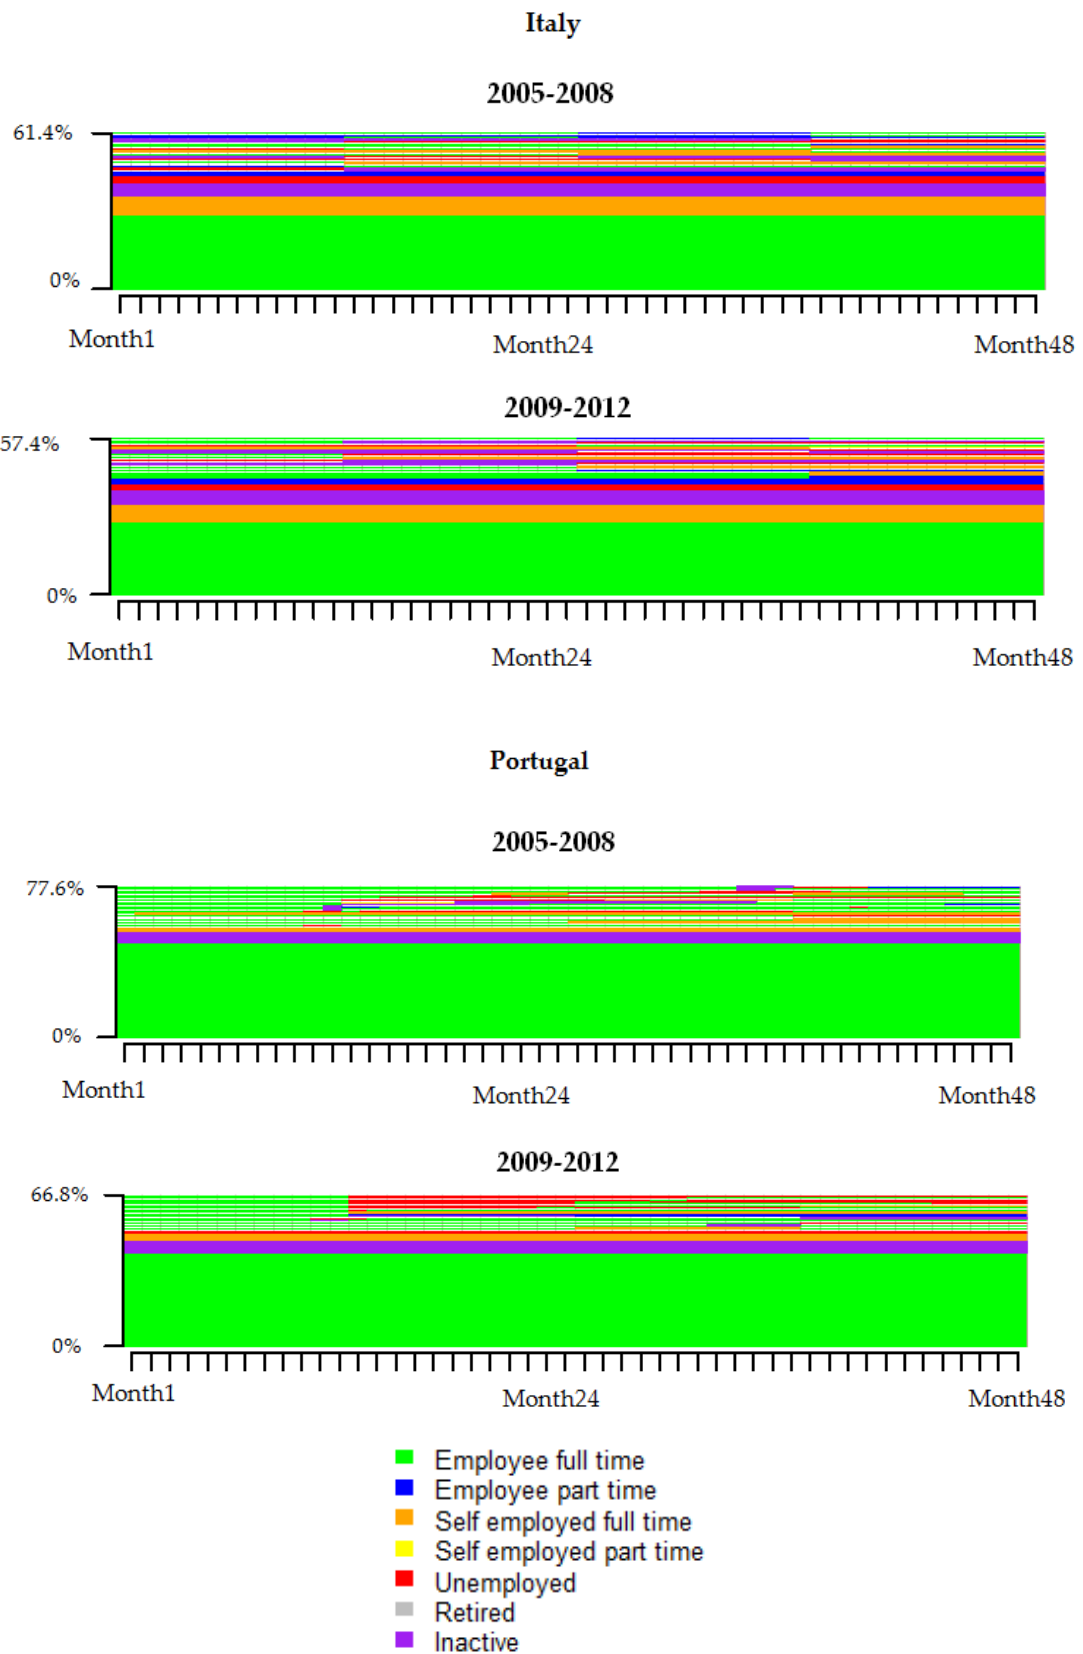 Italy
2005-2008
61.4%
0%
Month1
Month24
Month48
2009-2012
57.4%
0%
Month1
Month24
Month48
Portugal
2005-2008
77.6%
0%
Month1
Month24
Month48
2009-2012
66.8%
0%
Month1
Month24
Month48
Employee full time
Employee part time
Self employed full time
Self employed part time
Unemployed
Retired
Inactive